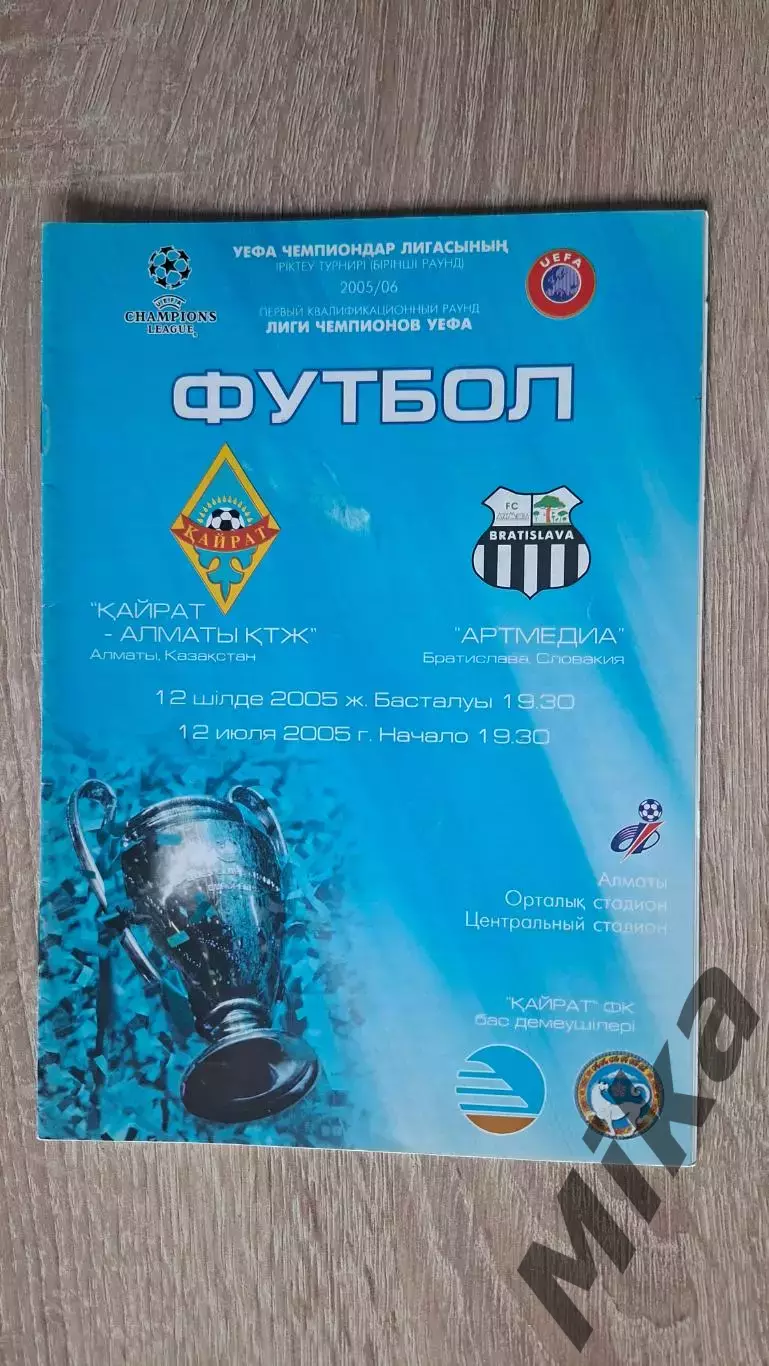 УЕФА ЧЕМПИОНДАР ЛИГАСЫНЫҢ
ІРІКТЕУ ТУРНИРІ (БІРІНШІ РАУНД)
2005/06
ПЕРВЫЙ КВАЛИФИКАЦИОННЫЙ РАУНД
ЛИГИ ЧЕМПИОНОВ УЕФА
UEFA
CHAMPIONS
LEAGUE
UEFA
ФУТБОЛ
ҚАЙРАТ
FC
BRATISLAVA
"ҚАЙРАТ
- АЛМАТЫ ҚТЖ"
Алматы, Казақстан
"АРТМЕДИА"
Братислава, Словакия
12 шілде 2005 ж. Басталуы 19.30
12 июля 2005 г. Начало 19.30
Алматы
Орталық стадион
Центральный стадион
"ҚАЙРАТ" ФК
бас демеушілері
Mika